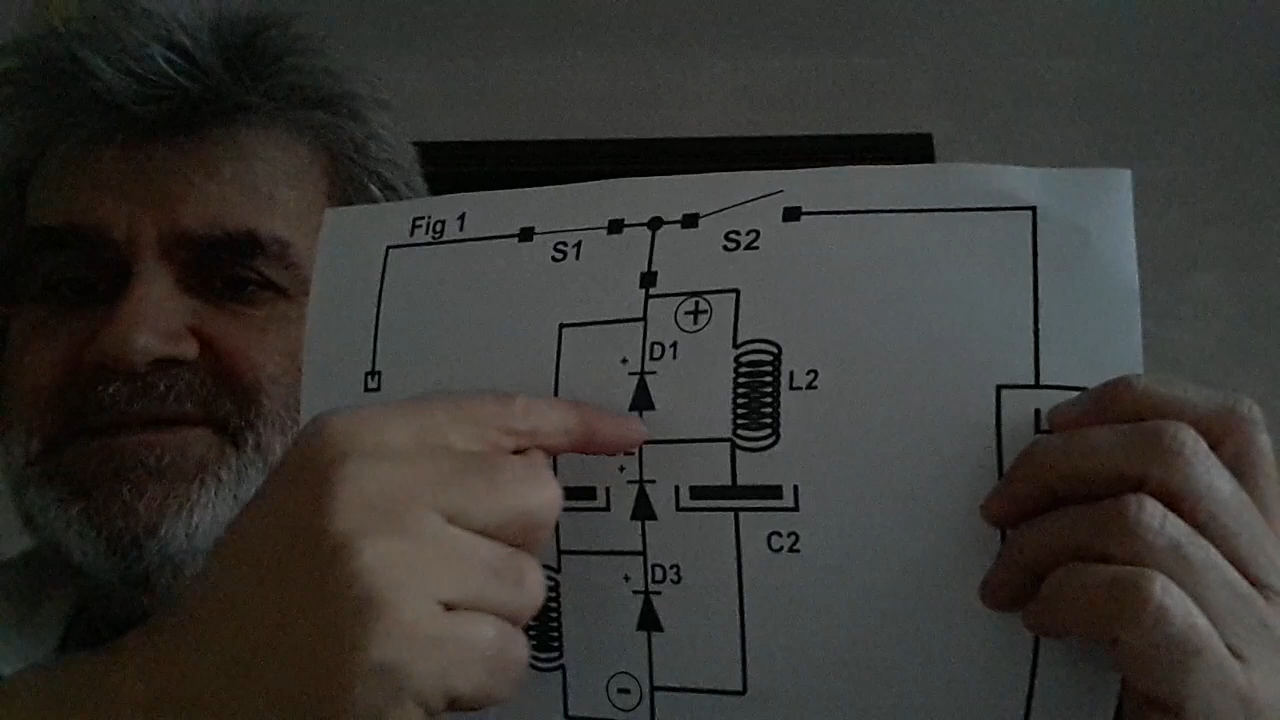 Fig 1
S1
S2
+
+ D1
L2
+
C2
+ D3
-